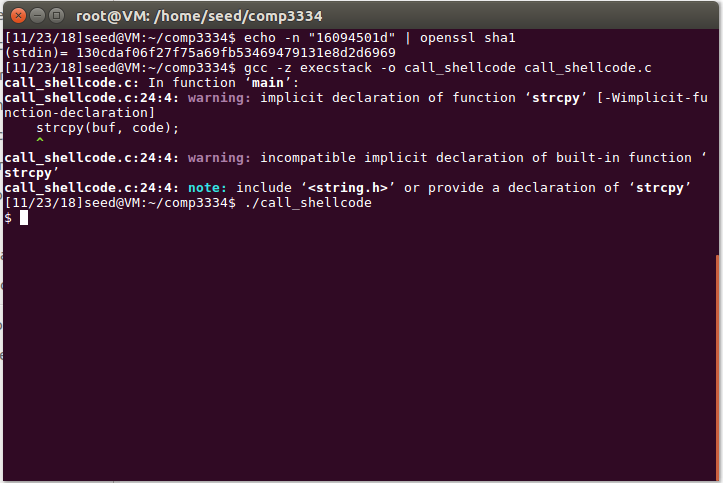 root@VM: /home/seed/comp3334
[11/23/18]seed@VM:~/comp3334$ echo -n "16094501d" | openssl sha1
(stdin)= 130cdaf06f27f75a69fb53469479131e8d2d6969
[11/23/18]seed@VM:~/comp3334$ gcc -z execstack -o call_shellcode call_shellcode.c
call_shellcode.c: In function ‘main’:
call_shellcode.c:24:4: warning: implicit declaration of function ‘strcpy’ [-Wimplicit-fu
nction-declaration]
    strcpy(buf, code);
    ^
call_shellcode.c:24:4: warning: incompatible implicit declaration of built-in function ‘
strcpy’
call_shellcode.c:24:4: note: include ‘<string.h>’ or provide a declaration of ‘strcpy’
[11/23/18]seed@VM:~/comp3334$ ./call_shellcode
$